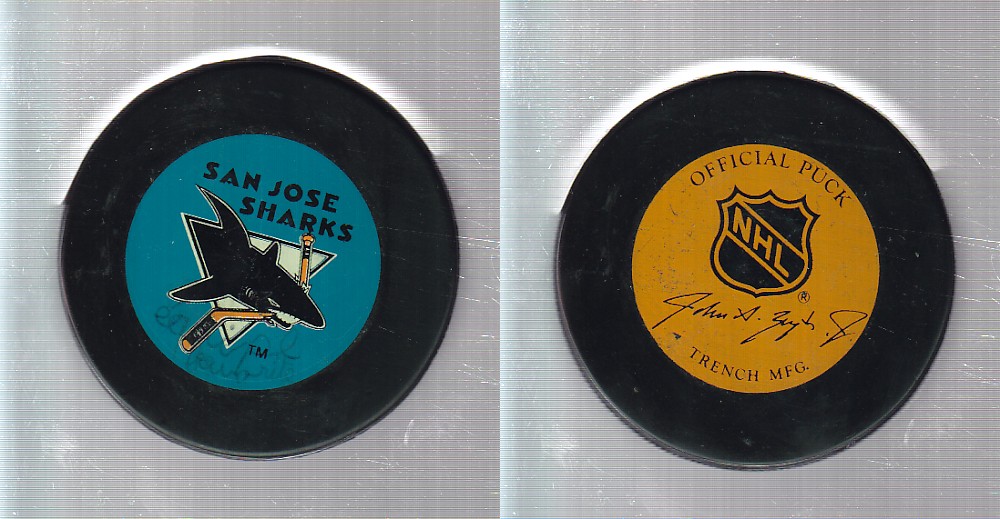 SAN JOSE
SHARKS
TM
OFFICIAL PUCK
NHL
®
TRENCH MFG.